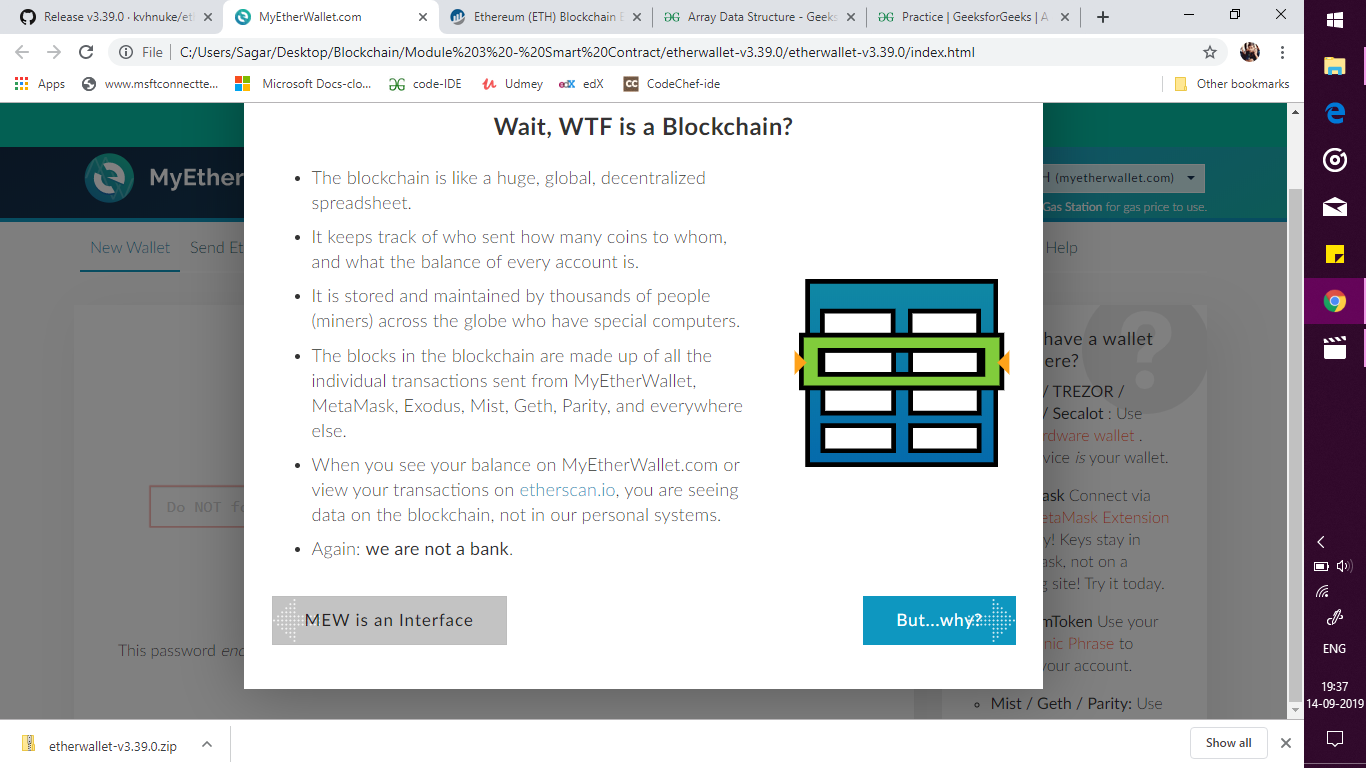 Release v3.39.0 · kvhnuke/et
MyEtherWallet.com
Ethereum (ETH) Blockchain E
Array Data Structure - Geeks
Practice | GeeksforGeeks | A
File | C:/Users/Sagar/Desktop/Blockchain/Module%203%20-%20Smart%20Contract/etherwallet-v3.39.0/etherwallet-v3.39.0/index.html
Apps www.msftconnectte... Microsoft Docs-clo... code-IDE Udmey edX CodeChef-ide Other bookmarks
MyEther
(myetherwallet.com)
Gas Station for gas price to use.
New Wallet Send Et Help
Wait, WTF is a Blockchain?
• The blockchain is like a huge, global, decentralized
spreadsheet.
• It keeps track of who sent how many coins to whom,
and what the balance of every account is.
• It is stored and maintained by thousands of people
(miners) across the globe who have special computers.
• The blocks in the blockchain are made up of all the
individual transactions sent from MyEtherWallet,
MetaMask, Exodus, Mist, Geth, Parity, and everywhere
else.
• When you see your balance on MyEtherWallet.com or
view your transactions on etherscan.io, you are seeing
data on the blockchain, not in our personal systems.
• Again: we are not a bank.
MEW is an Interface
But...why?
Do NOT fo
This password enc
have a wallet
ere?
/ TREZOR /
/ Secalot : Use
rdware wallet .
vice is your wallet.
ask Connect via
etaMask Extension
y! Keys stay in
ask, not on a
g site! Try it today.
mToken Use your
nic Phrase to
your account.
Mist / Geth / Parity: Use
etherwallet-v3.39.0.zip
Show all
ENG
19:37
14-09-2019